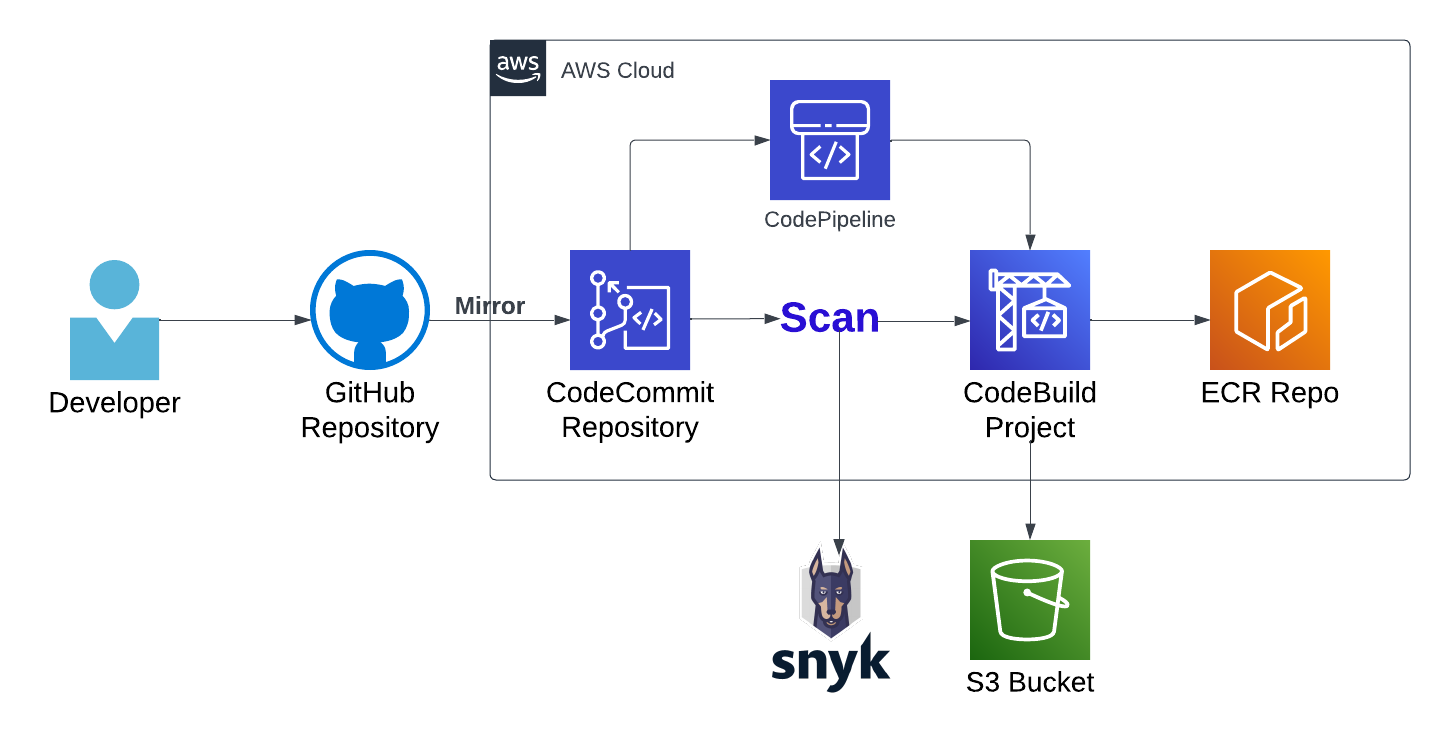 aws
AWS Cloud
CodePipeline
Mirror
Scan
Developer
GitHub
Repository
CodeCommit
Repository
CodeBuild
Project
ECR Repo
snyk
S3 Bucket